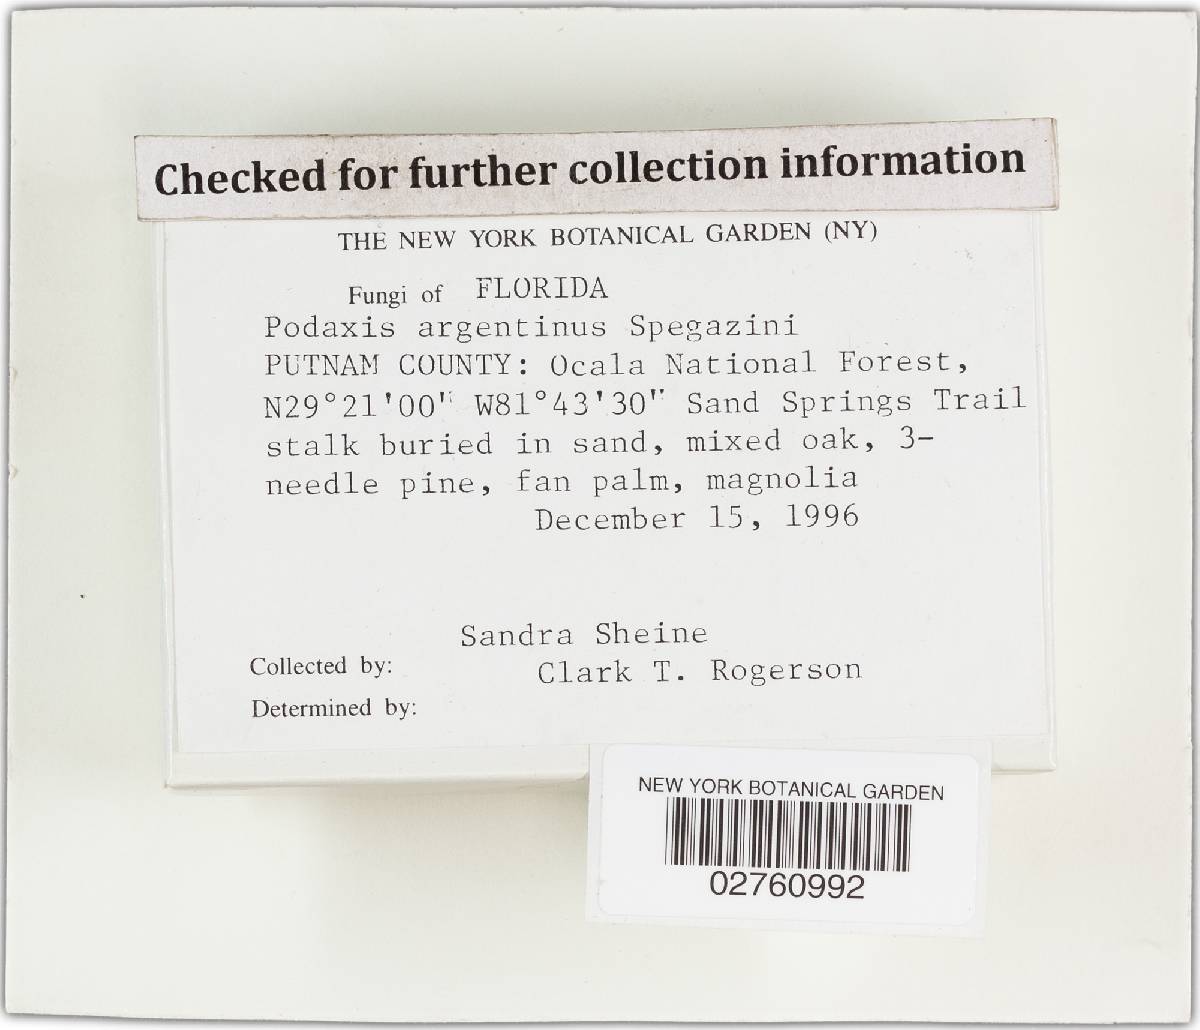 Checked for further collection information
THE NEW YORK BOTANICAL GARDEN (NY)
Fungi of FLORIDA
Podaxis argentinus Spegazini
PUTNAM COUNTY: Ocala National Forest,
N29°21'00" W81°43'30" Sand Springs Trail
stalk buried in sand, mixed oak, 3-
needle pine, fan palm, magnolia
December 15, 1996
Sandra Sheine
Collected by: Clark T. Rogerson
Determined by:
NEW YORK BOTANICAL GARDEN
02760992